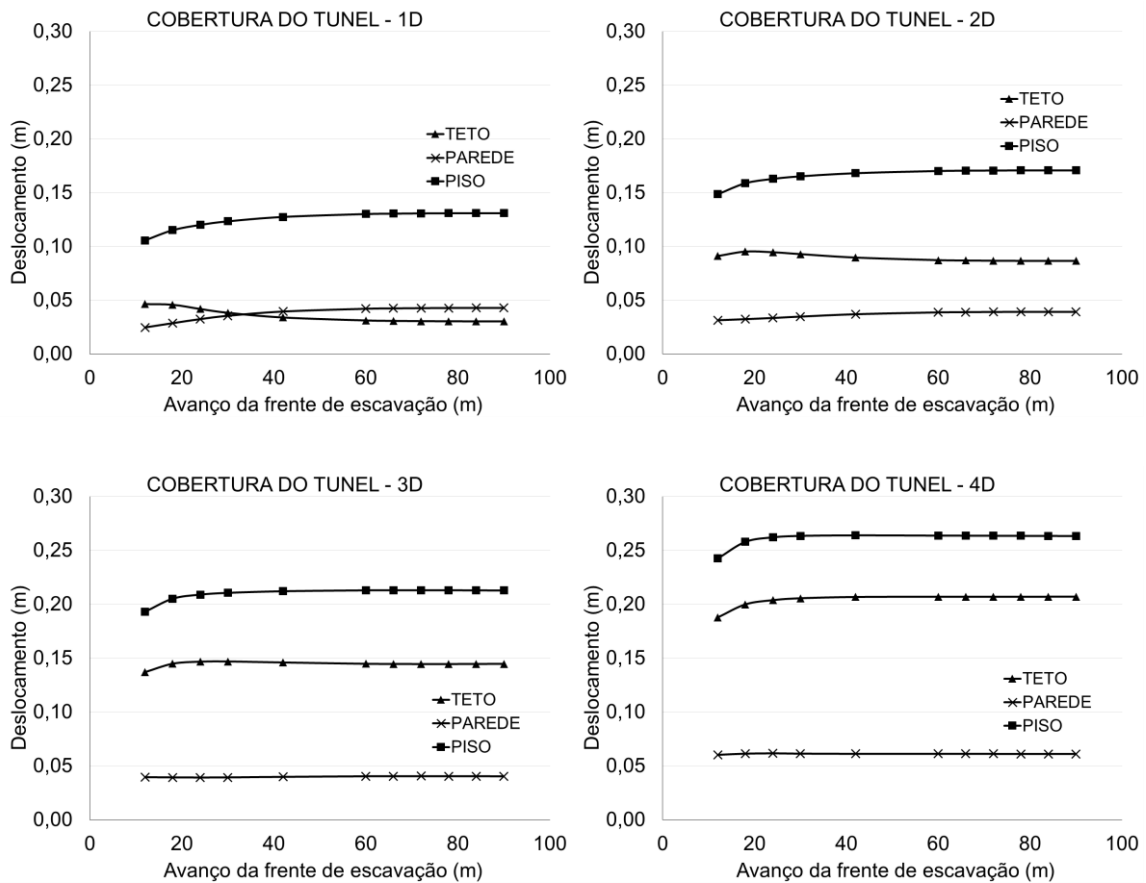 COBERTURA DO TUNEL - 1D
0,30
0,25
0,20
0,15
0,10
0,05
0,00
Deslocamento (m)
TETO
PAREDE
PISO
0 20 40 60 80 100
Avanço da frente de escavação (m)
COBERTURA DO TUNEL - 2D
0,30
0,25
0,20
0,15
0,10
0,05
0,00
Deslocamento (m)
TETO
PAREDE
PISO
0 20 40 60 80 100
Avanço da frente de escavação (m)
COBERTURA DO TUNEL - 3D
0,30
0,25
0,20
0,15
0,10
0,05
0,00
Deslocamento (m)
TETO
PAREDE
PISO
0 20 40 60 80 100
Avanço da frente de escavação (m)
COBERTURA DO TUNEL - 4D
0,30
0,25
0,20
0,15
0,10
0,05
0,00
Deslocamento (m)
TETO
PAREDE
PISO
0 20 40 60 80 100
Avanço da frente de escavação (m)